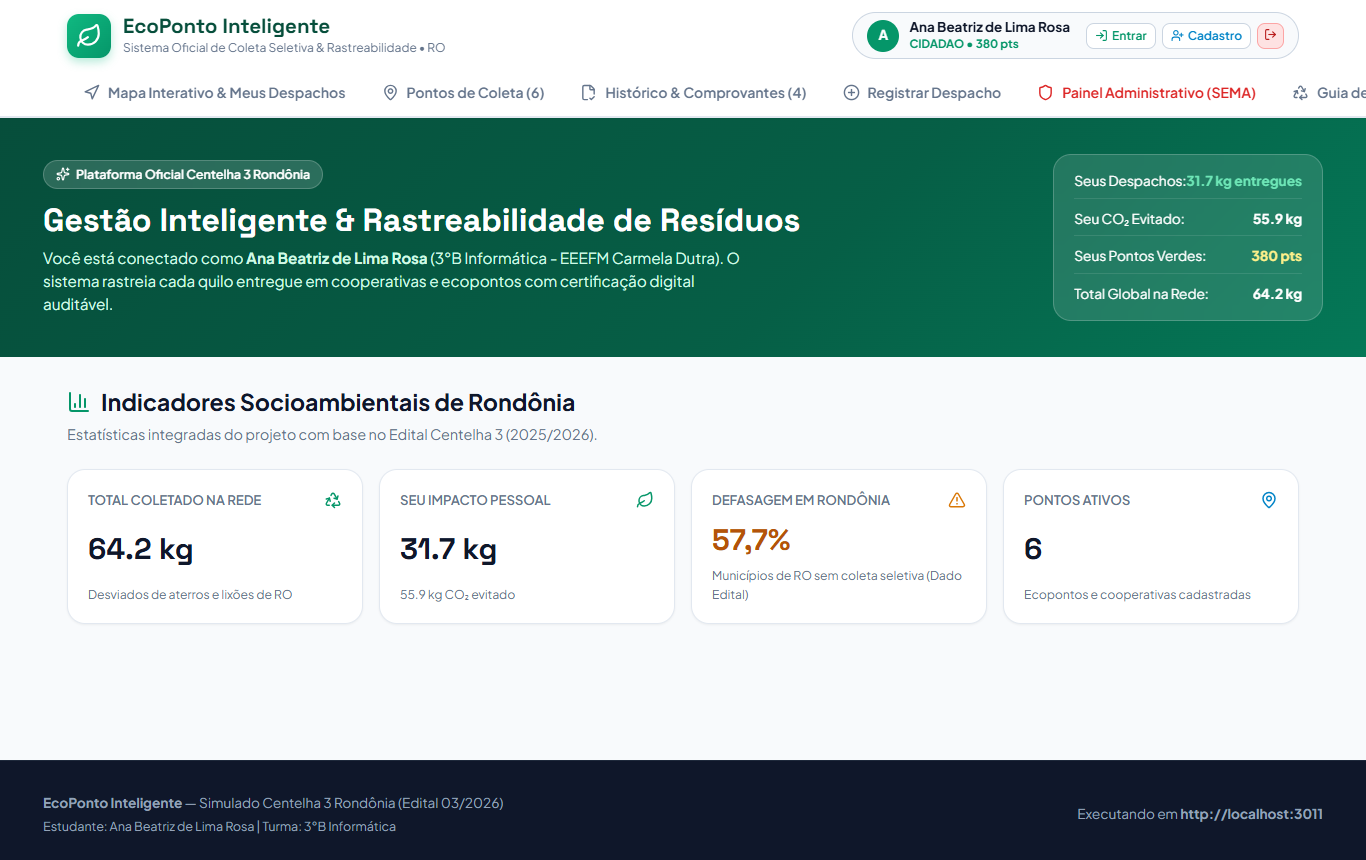 EcoPonto Inteligente
Sistema Oficial de Coleta Seletiva & Rastreabilidade • RO
A
Ana Beatriz de Lima Rosa
CIDADAO • 380 pts
Entrar
Cadastro
Mapa Interativo & Meus Despachos
Pontos de Coleta (6)
Histórico & Comprovantes (4)
Registrar Despacho
Painel Administrativo (SEMA)
Guia de
Plataforma Oficial Centelha 3 Rondônia
Gestão Inteligente & Rastreabilidade de Resíduos
Você está conectado como Ana Beatriz de Lima Rosa (3°B Informática - EEEFM Carmela Dutra). O
sistema rastreia cada quilo entregue em cooperativas e ecopontos com certificação digital
auditável.
Seus Despachos:31.7 kg entregues
Seu CO₂ Evitado: 55.9 kg
Seus Pontos Verdes: 380 pts
Total Global na Rede: 64.2 kg
Indicadores Socioambientais de Rondônia
Estatísticas integradas do projeto com base no Edital Centelha 3 (2025/2026).
TOTAL COLETADO NA REDE
64.2 kg
Desviados de aterros e lixões de RO
SEU IMPACTO PESSOAL
31.7 kg
55.9 kg CO₂ evitado
DEFASAGEM EM RONDÔNIA
57,7%
Municípios de RO sem coleta seletiva (Dado
Edital)
PONTOS ATIVOS
6
Ecopontos e cooperativas cadastradas
EcoPonto Inteligente — Simulado Centelha 3 Rondônia (Edital 03/2026)
Estudante: Ana Beatriz de Lima Rosa | Turma: 3°B Informática
Executando em http://localhost:3011